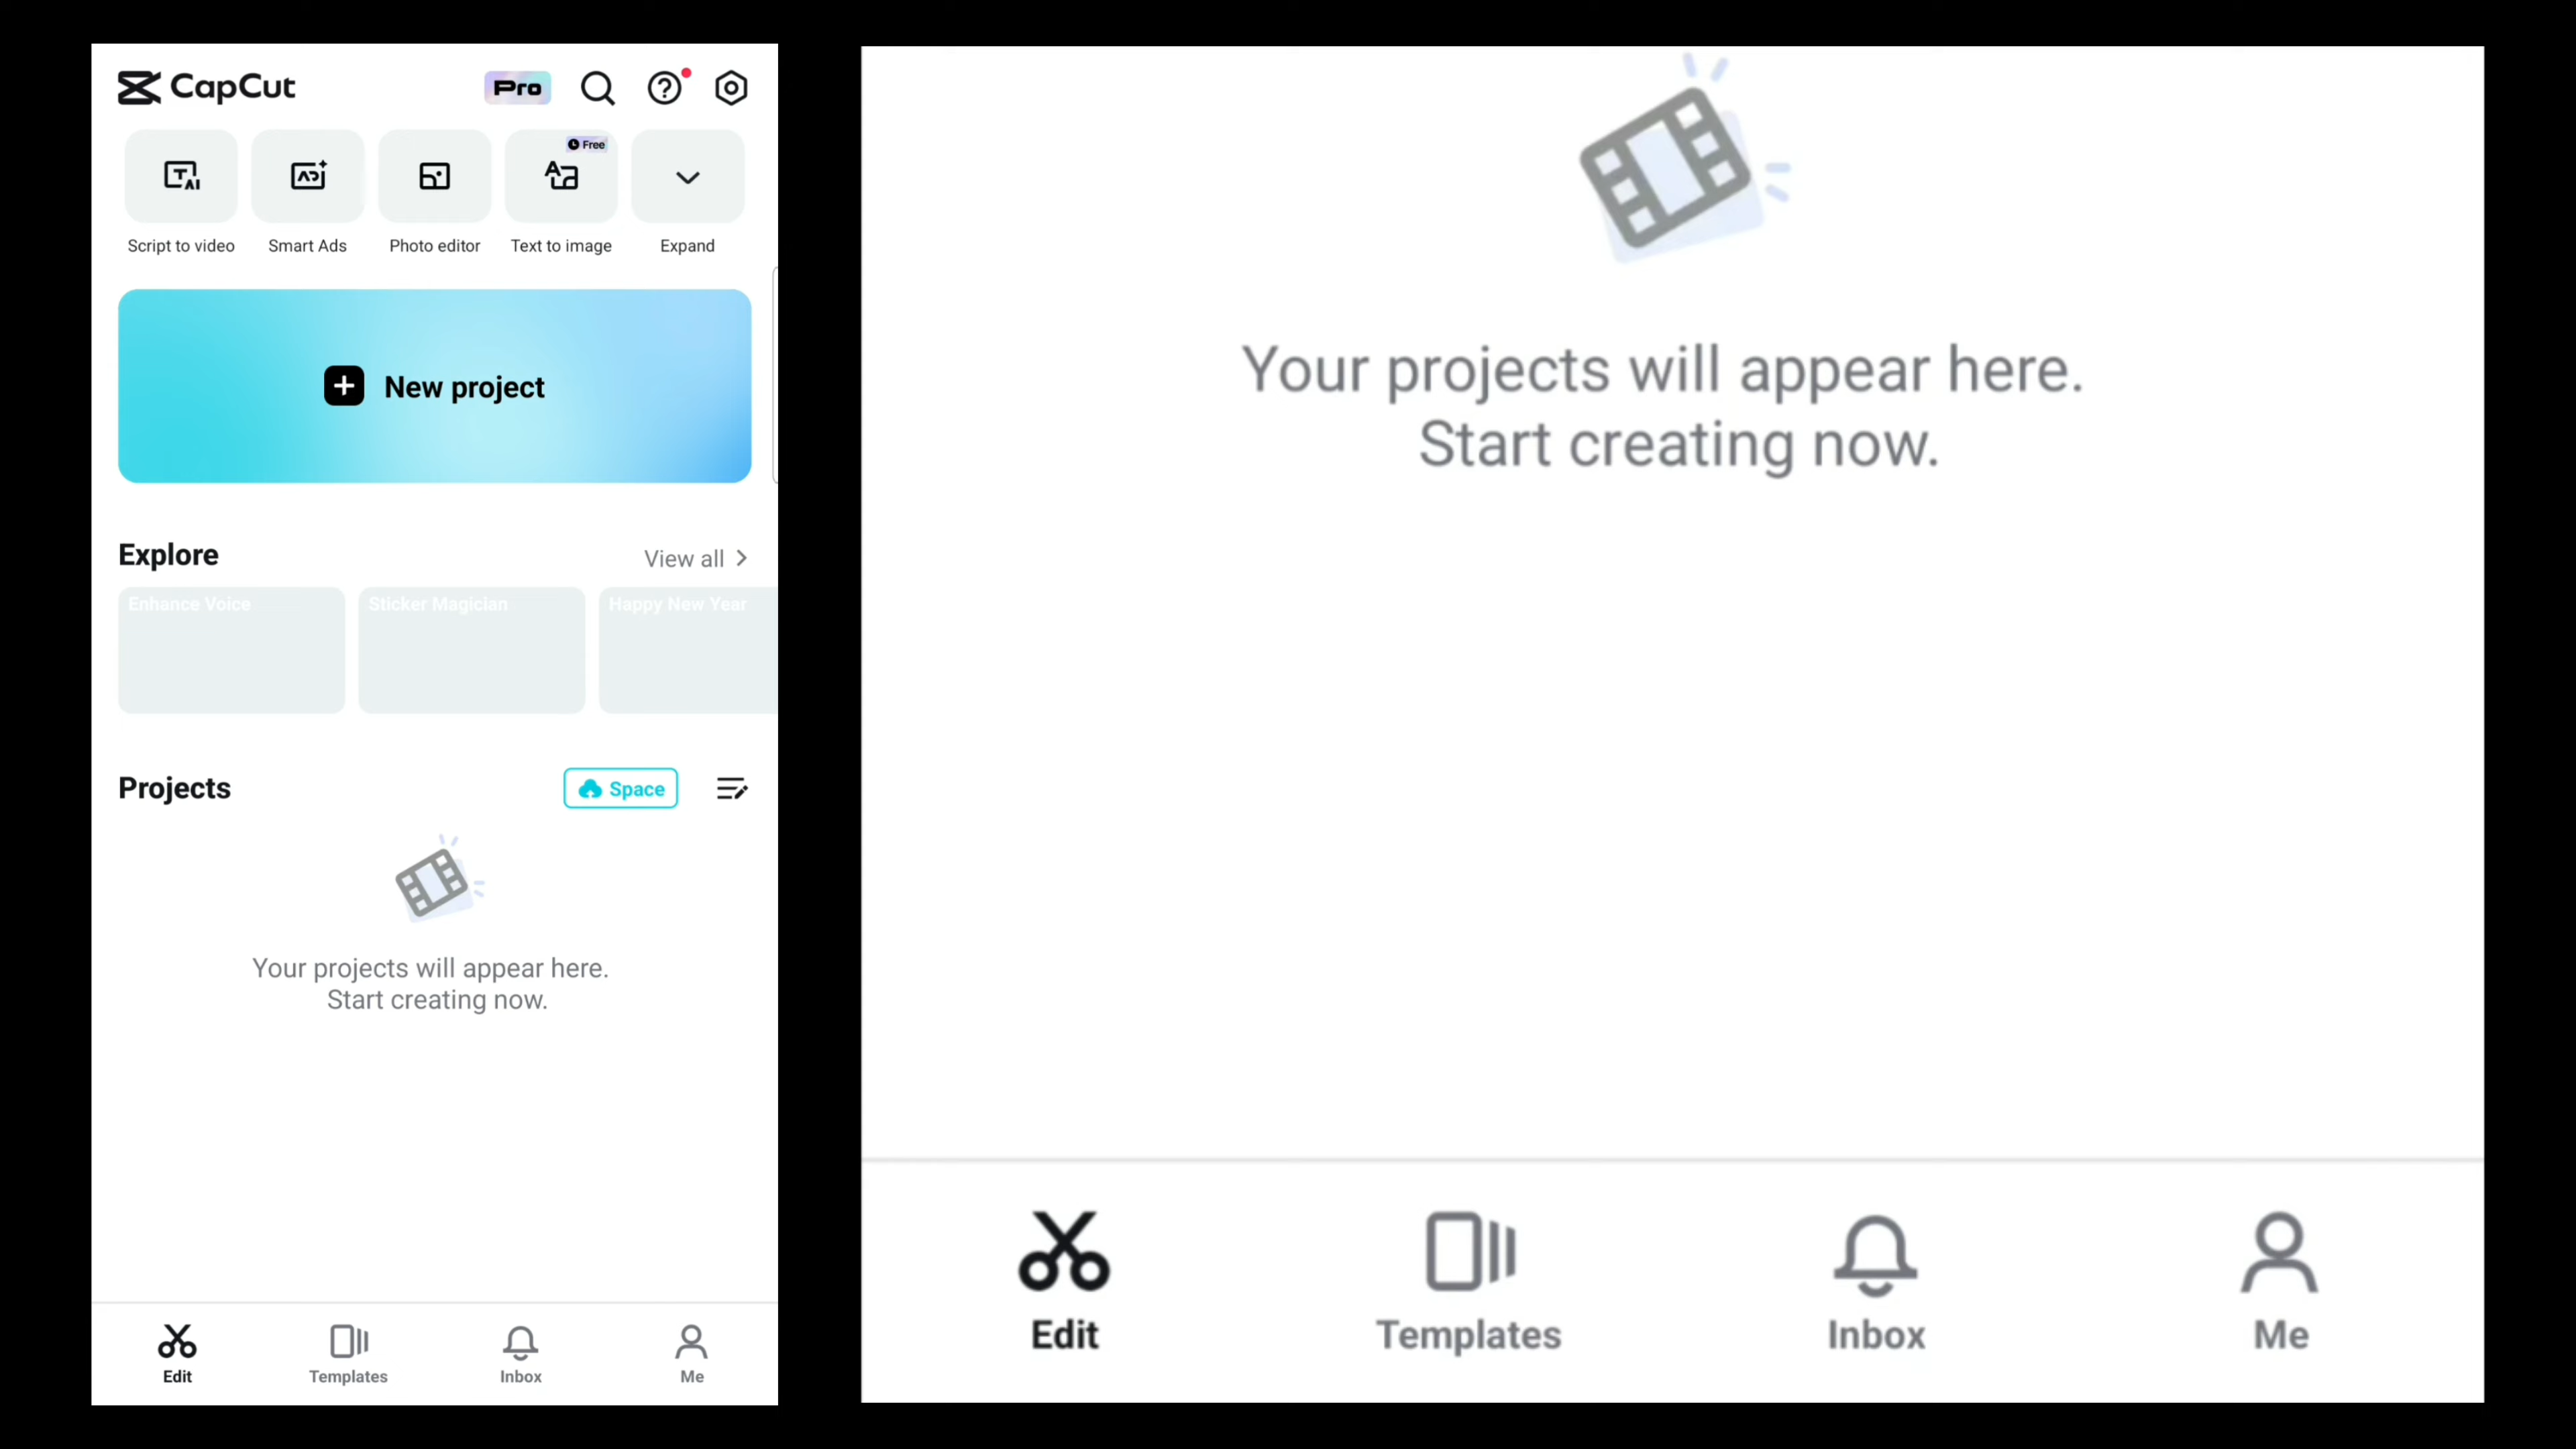 CapCut
Pro
Free
Script to video
Smart Ads
Photo editor
Text to image
Expand
New project
Explore
View all
Enhance Voice
Sticker Magician
Happy New Year
Projects
Space
Your projects will appear here.
Start creating now.
Edit
Templates
Inbox
Me
Your projects will appear here.
Start creating now.
Edit
Templates
Inbox
Me